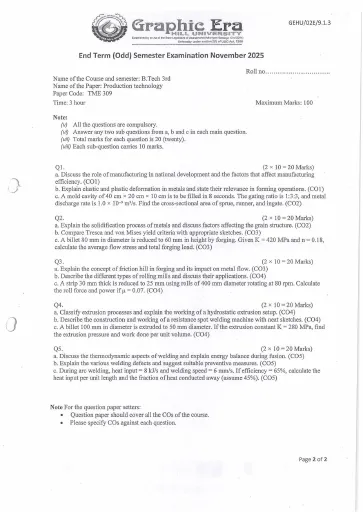 GEHU/02E/9.1.3
Graphic Era
HILL UNIVERSITY
End Term (Odd) Semester Examination November 2025
Roll no
Name of the Course and semester: B.Tech 3rd
Name of the Paper: Production technology
Paper Code: TME 309
Time: 3 hour
Maximum Marks: 100
Note:
(v) All the questions are compulsory.
(vi) Answer any two sub questions from a, b and c in each main question.
(vii) Total marks for each question is 20 (twenty).
(viii) Each sub-question carries 10 marks.
Q1. (2 × 10 = 20 Marks)
a. Discuss the role of manufacturing in national development and the factors that affect manufacturing
efficiency. (CO1)
b. Explain elastic and plastic deformation in metals and state their relevance in forming operations. (CO1)
c. A mold cavity of 40 cm × 20 cm × 10 cm is to be filled in 8 seconds. The gating ratio is 1:3:3, and metal
discharge rate is 1.0 × 10⁻³ m³/s. Find the cross-sectional area of sprue, runner, and ingate. (CO2)
Q2. (2 × 10 = 20 Marks)
a. Explain the solidification process of metals and discuss factors affecting the grain structure. (CO2)
b. Compare Tresca and von Mises yield criteria with appropriate sketches. (CO3)
c. A billet 80 mm in diameter is reduced to 60 mm in height by forging. Given K = 420 MPa and n = 0.18,
calculate the average flow stress and total forging load. (CO3)
Q3. (2 × 10 = 20 Marks)
a. Explain the concept of friction hill in forging and its impact on metal flow. (CO3)
b. Describe the different types of rolling mills and discuss their applications. (CO4)
c. A strip 30 mm thick is reduced to 25 mm using rolls of 400 mm diameter rotating at 80 rpm. Calculate
the roll force and power if μ = 0.07. (CO4)
Q4. (2 × 10 = 20 Marks)
a. Classify extrusion processes and explain the working of a hydrostatic extrusion setup. (CO4)
b. Describe the construction and working of a resistance spot welding machine with neat sketches. (CO4)
c. A billet 100 mm in diameter is extruded to 50 mm diameter. If the extrusion constant K = 280 MPa, find
the extrusion pressure and work done per unit volume. (CO4)
Q5. (2 × 10 = 20 Marks)
a. Discuss the thermodynamic aspects of welding and explain energy balance during fusion. (CO5)
b. Explain the various welding defects and suggest suitable preventive measures. (CO5)
c. During arc welding, heat input = 8 kJ/s and welding speed = 6 mm/s. If efficiency = 65%, calculate the
heat input per unit length and the fraction of heat conducted away (assume 45%). (CO5)
Note For the question paper setters:
• Question paper should cover all the COs of the course.
• Please specify COs against each question.
Page 2 of 2